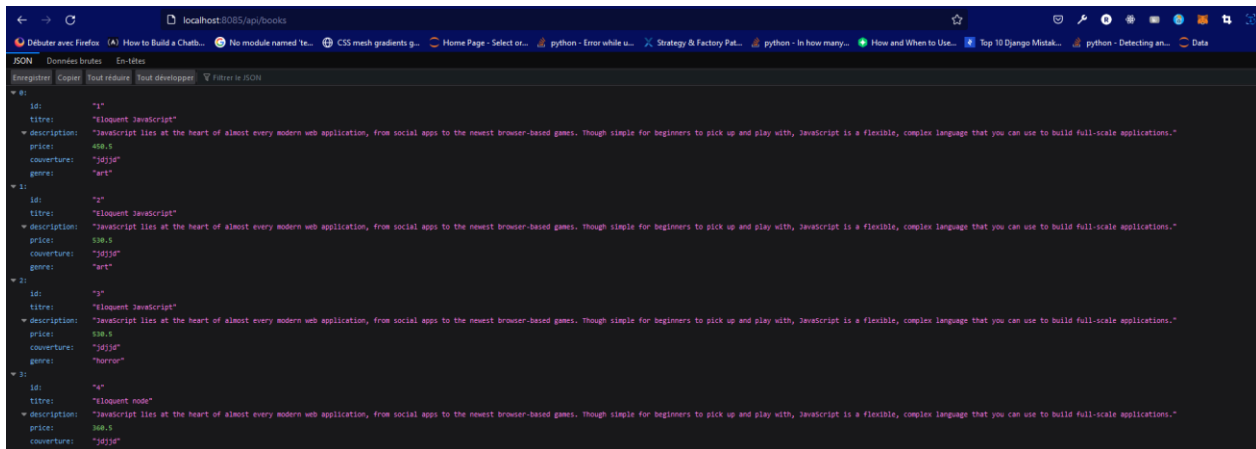 localhost:8085/api/books
Débuter avec Firefox How to Build a Chatb... No module named 'te... CSS mesh gradients g... Home Page - Select or... python - Error while u... Strategy & Factory Pat... python - In how many... How and When to Use... Top 10 Django Mistak... python - Detecting an... Data
JSON Données brutes En-têtes
Enregistrer Copier Tout réduire Tout développer Filtrer le JSON
0:
id: "1"
titre: "Eloquent JavaScript"
description: "JavaScript lies at the heart of almost every modern web application, from social apps to the newest browser-based games. Though simple for beginners to pick up and play with, JavaScript is a flexible, complex language that you can use to build full-scale applications."
price: 450.5
couverture: "jdjjd"
genre: "art"
1:
id: "2"
titre: "Eloquent JavaScript"
description: "JavaScript lies at the heart of almost every modern web application, from social apps to the newest browser-based games. Though simple for beginners to pick up and play with, JavaScript is a flexible, complex language that you can use to build full-scale applications."
price: 530.5
couverture: "jdjjd"
genre: "art"
2:
id: "3"
titre: "Eloquent JavaScript"
description: "JavaScript lies at the heart of almost every modern web application, from social apps to the newest browser-based games. Though simple for beginners to pick up and play with, JavaScript is a flexible, complex language that you can use to build full-scale applications."
price: 530.5
couverture: "jdjjd"
genre: "horror"
3:
id: "4"
titre: "Eloquent node"
description: "JavaScript lies at the heart of almost every modern web application, from social apps to the newest browser-based games. Though simple for beginners to pick up and play with, JavaScript is a flexible, complex language that you can use to build full-scale applications."
price: 360.5
couverture: "jdjjd"